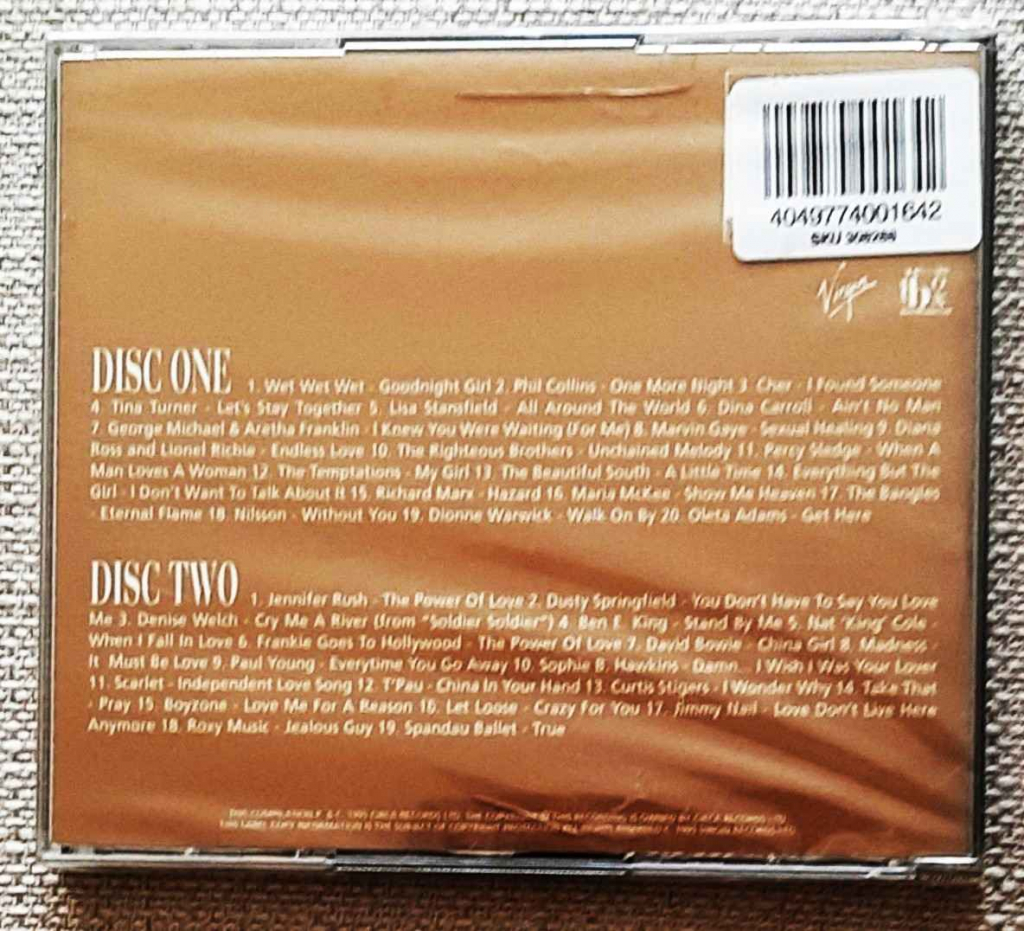 4049774001642
SKU
Virgin
DISC ONE 1. Wet Wet Wet - Goodnight Girl 2. Phil Collins - One More Night 3. Cher - I Found Someone
4. Tina Turner - Let's Stay Together 5. Lisa Stansfield - All Around The World 6. Dina Carroll - Ain't No Man
7. George Michael & Aretha Franklin - I Knew You Were Waiting (For Me) 8. Marvin Gaye - Sexual Healing 9. Diana
Ross and Lionel Richie - Endless Love 10. The Righteous Brothers - Unchained Melody 11. Percy Sledge - When A
Man Loves A Woman 12. The Temptations - My Girl 13. The Beautiful South - A Little Time 14. Everything But The
Girl - I Don't Want To Talk About It 15. Richard Marx - Hazard 16. Maria McKee - Show Me Heaven 17. The Bangles
- Eternal Flame 18. Nilsson - Without You 19. Dionne Warwick - Walk On By 20. Oleta Adams - Get Here
DISC TWO 1. Jennifer Rush - The Power Of Love 2. Dusty Springfield - You Don't Have To Say You Love
Me 3. Denise Welch - Cry Me A River (from "Soldier Soldier") 4. Ben E. King - Stand By Me 5. Nat 'King' Cole -
When I Fall In Love 6. Frankie Goes To Hollywood - The Power Of Love 7. David Bowie - China Girl 8. Madness -
It Must Be Love 9. Paul Young - Everytime You Go Away 10. Sophie B. Hawkins - Damn... I Wish I Was Your Lover
11. Scarlet - Independent Love Song 12. T'Pau - China In Your Hand 13. Curtis Stigers - I Wonder Why 14. Take That
- Pray 15. Boyzone - Love Me For A Reason 16. Let Loose - Crazy For You 17. Jimmy Nail - Love Don't Live Here
Anymore 18. Roxy Music - Jealous Guy 19. Spandau Ballet - True